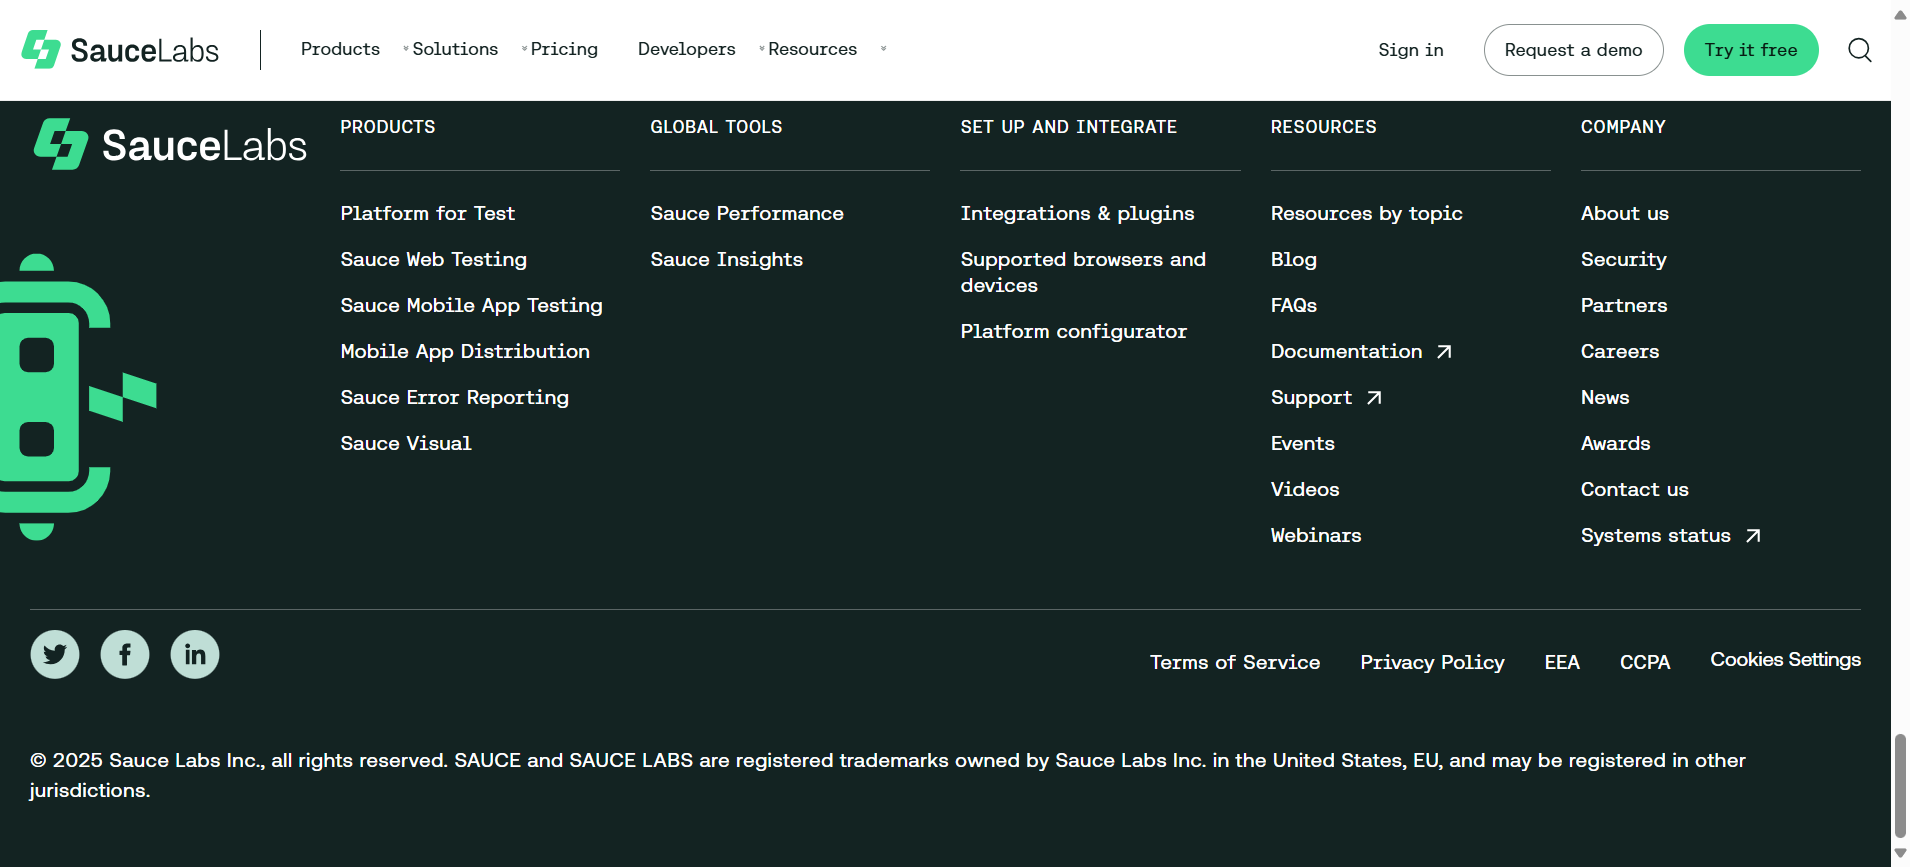 SauceLabs
Products
Solutions
Pricing
Developers
Resources
Sign in
Request a demo
Try it free
SauceLabs
PRODUCTS
Platform for Test
Sauce Web Testing
Sauce Mobile App Testing
Mobile App Distribution
Sauce Error Reporting
Sauce Visual
GLOBAL TOOLS
Sauce Performance
Sauce Insights
SET UP AND INTEGRATE
Integrations & plugins
Supported browsers and
devices
Platform configurator
RESOURCES
Resources by topic
Blog
FAQs
Documentation
Support
Events
Videos
Webinars
COMPANY
About us
Security
Partners
Careers
News
Awards
Contact us
Systems status
Terms of Service
Privacy Policy
EEA
CCPA
Cookies Settings
© 2025 Sauce Labs Inc., all rights reserved. SAUCE and SAUCE LABS are registered trademarks owned by Sauce Labs Inc. in the United States, EU, and may be registered in other
jurisdictions.